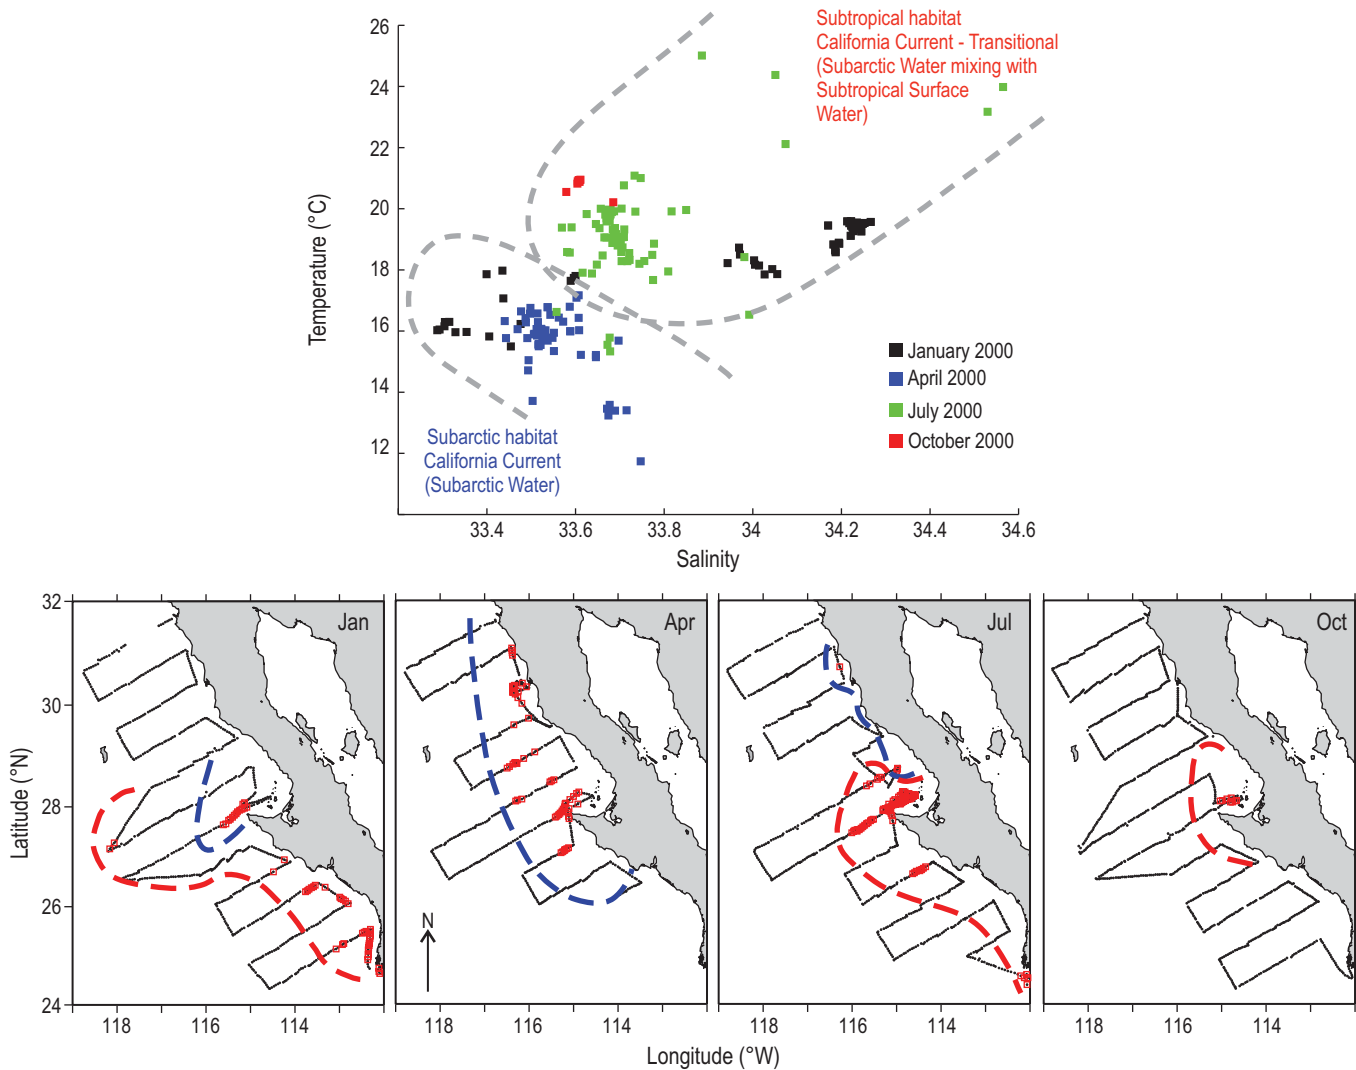 Subtropical habitat
California Current - Transitional
(Subarctic Water mixing with
Subtropical Surface
Water)
26
24
22
20
18
16
14
12
Temperature (°C)
January 2000
April 2000
July 2000
October 2000
Subarctic habitat
California Current
(Subarctic Water)
33.4 33.6 33.8 34 34.2 34.4 34.6
Salinity
32
30
28
26
24
Latitude (°N)
Jan Apr Jul Oct
N
118 116 114 116 114 116 114 116 114
Longitude (°W)